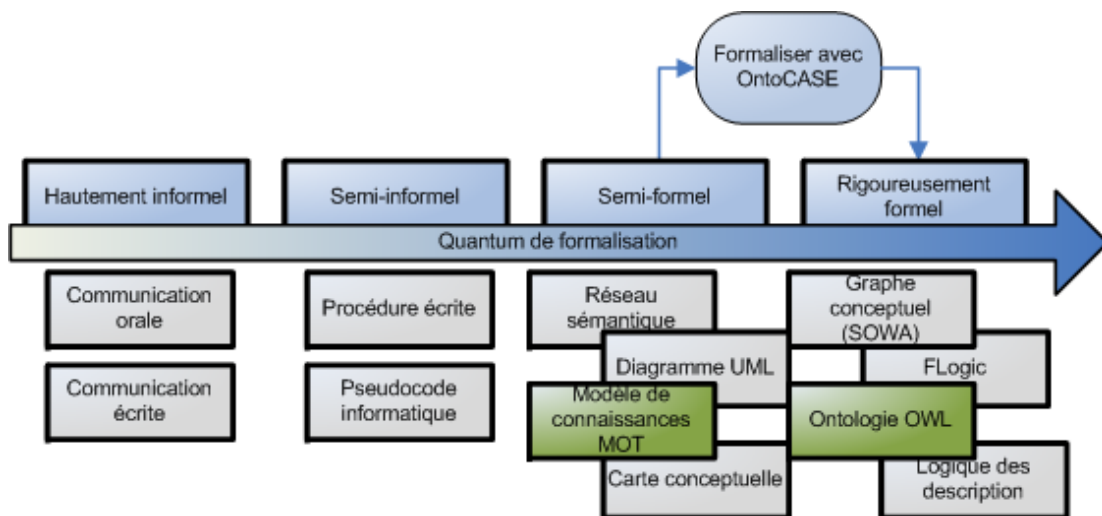 Formaliser avec
OntoCASE
Hautement informel
Semi-informel
Semi-formel
Rigoureusement
formel
Quantum de formalisation
Communication
orale
Communication
écrite
Procédure écrite
Pseudocode
informatique
Réseau
sémantique
Diagramme UML
Modèle de
connaissances
MOT
Carte conceptuelle
Graphe
conceptuel
(SOWA)
FLogic
Ontologie OWL
Logique des
description